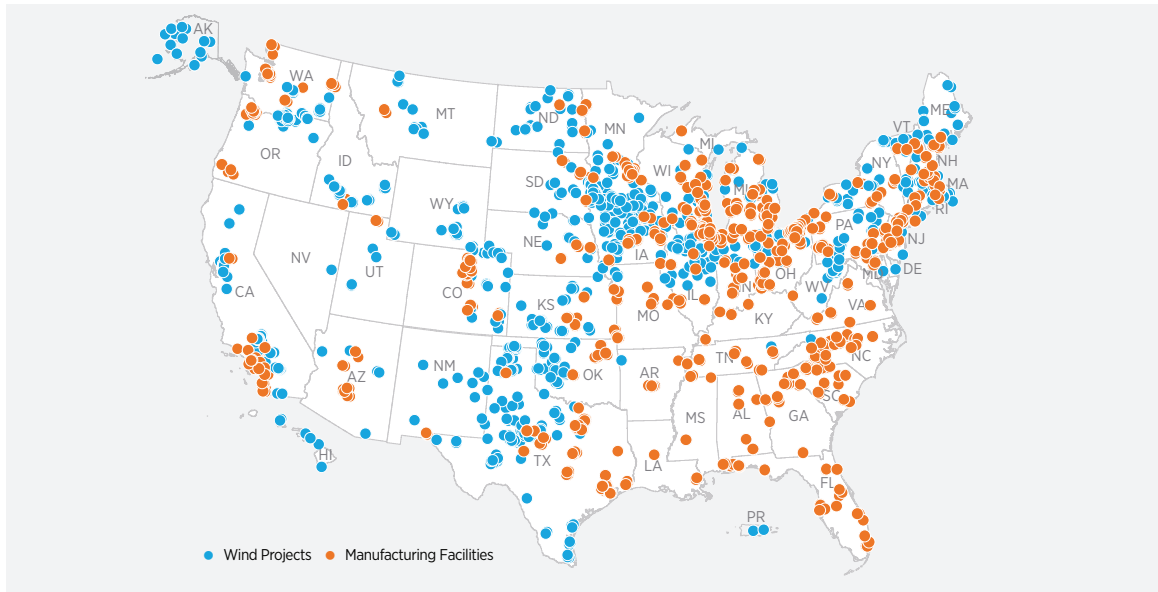 AK
WA
MT
ND
MN
ME
VT
MI
OR
ID
WI
NY
NH
SD
MI
MA
WY
RI
NE
IA
PA
NJ
NV
UT
OH
MD
DE
CA
CO
KS
MO
IL
IN
WV
VA
KY
AZ
NM
OK
AR
TN
NC
SC
MS
AL
GA
HI
TX
LA
FL
PR
Wind Projects
Manufacturing Facilities